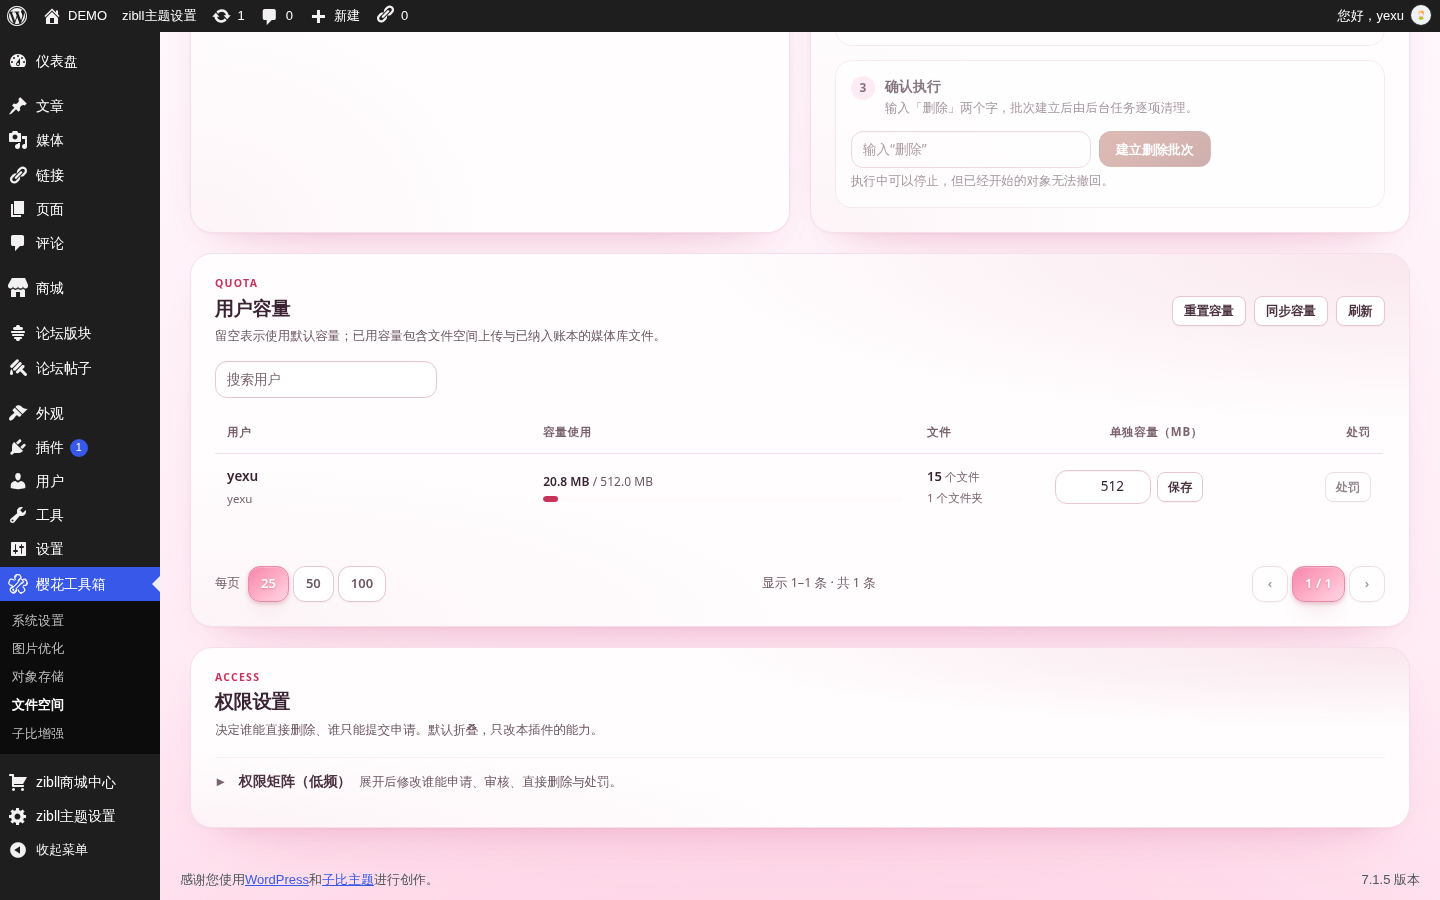 DEMO zibll主题设置 1 0 新建 0 您好，yexu
仪表盘
文章
媒体
链接
页面
评论
商城
论坛版块
论坛帖子
外观
插件 1
用户
工具
设置
樱花工具箱
系统设置
图片优化
对象存储
文件空间
子比增强
zibll商城中心
zibll主题设置
收起菜单
3 确认执行
输入「删除」两个字，批次建立后由后台任务逐项清理。
输入“删除” 建立删除批次
执行中可以停止，但已经开始的对象无法撤回。
QUOTA
用户容量
留空表示使用默认容量；已用容量包含文件空间上传与已纳入账本的媒体库文件。
重置容量 同步容量 刷新
搜索用户
用户 容量使用 文件 单独容量（MB） 处罚
yexu 20.8 MB / 512.0 MB 15 个文件 512 保存 处罚
yexu 1 个文件夹
每页 25 50 100 显示 1–1 条 · 共 1 条 ‹ 1 / 1 ›
ACCESS
权限设置
决定谁能直接删除、谁只能提交申请。默认折叠，只改本插件的能力。
► 权限矩阵（低频） 展开后修改谁能申请、审核、直接删除与处罚。
感谢您使用WordPress和子比主题进行创作。 7.1.5 版本